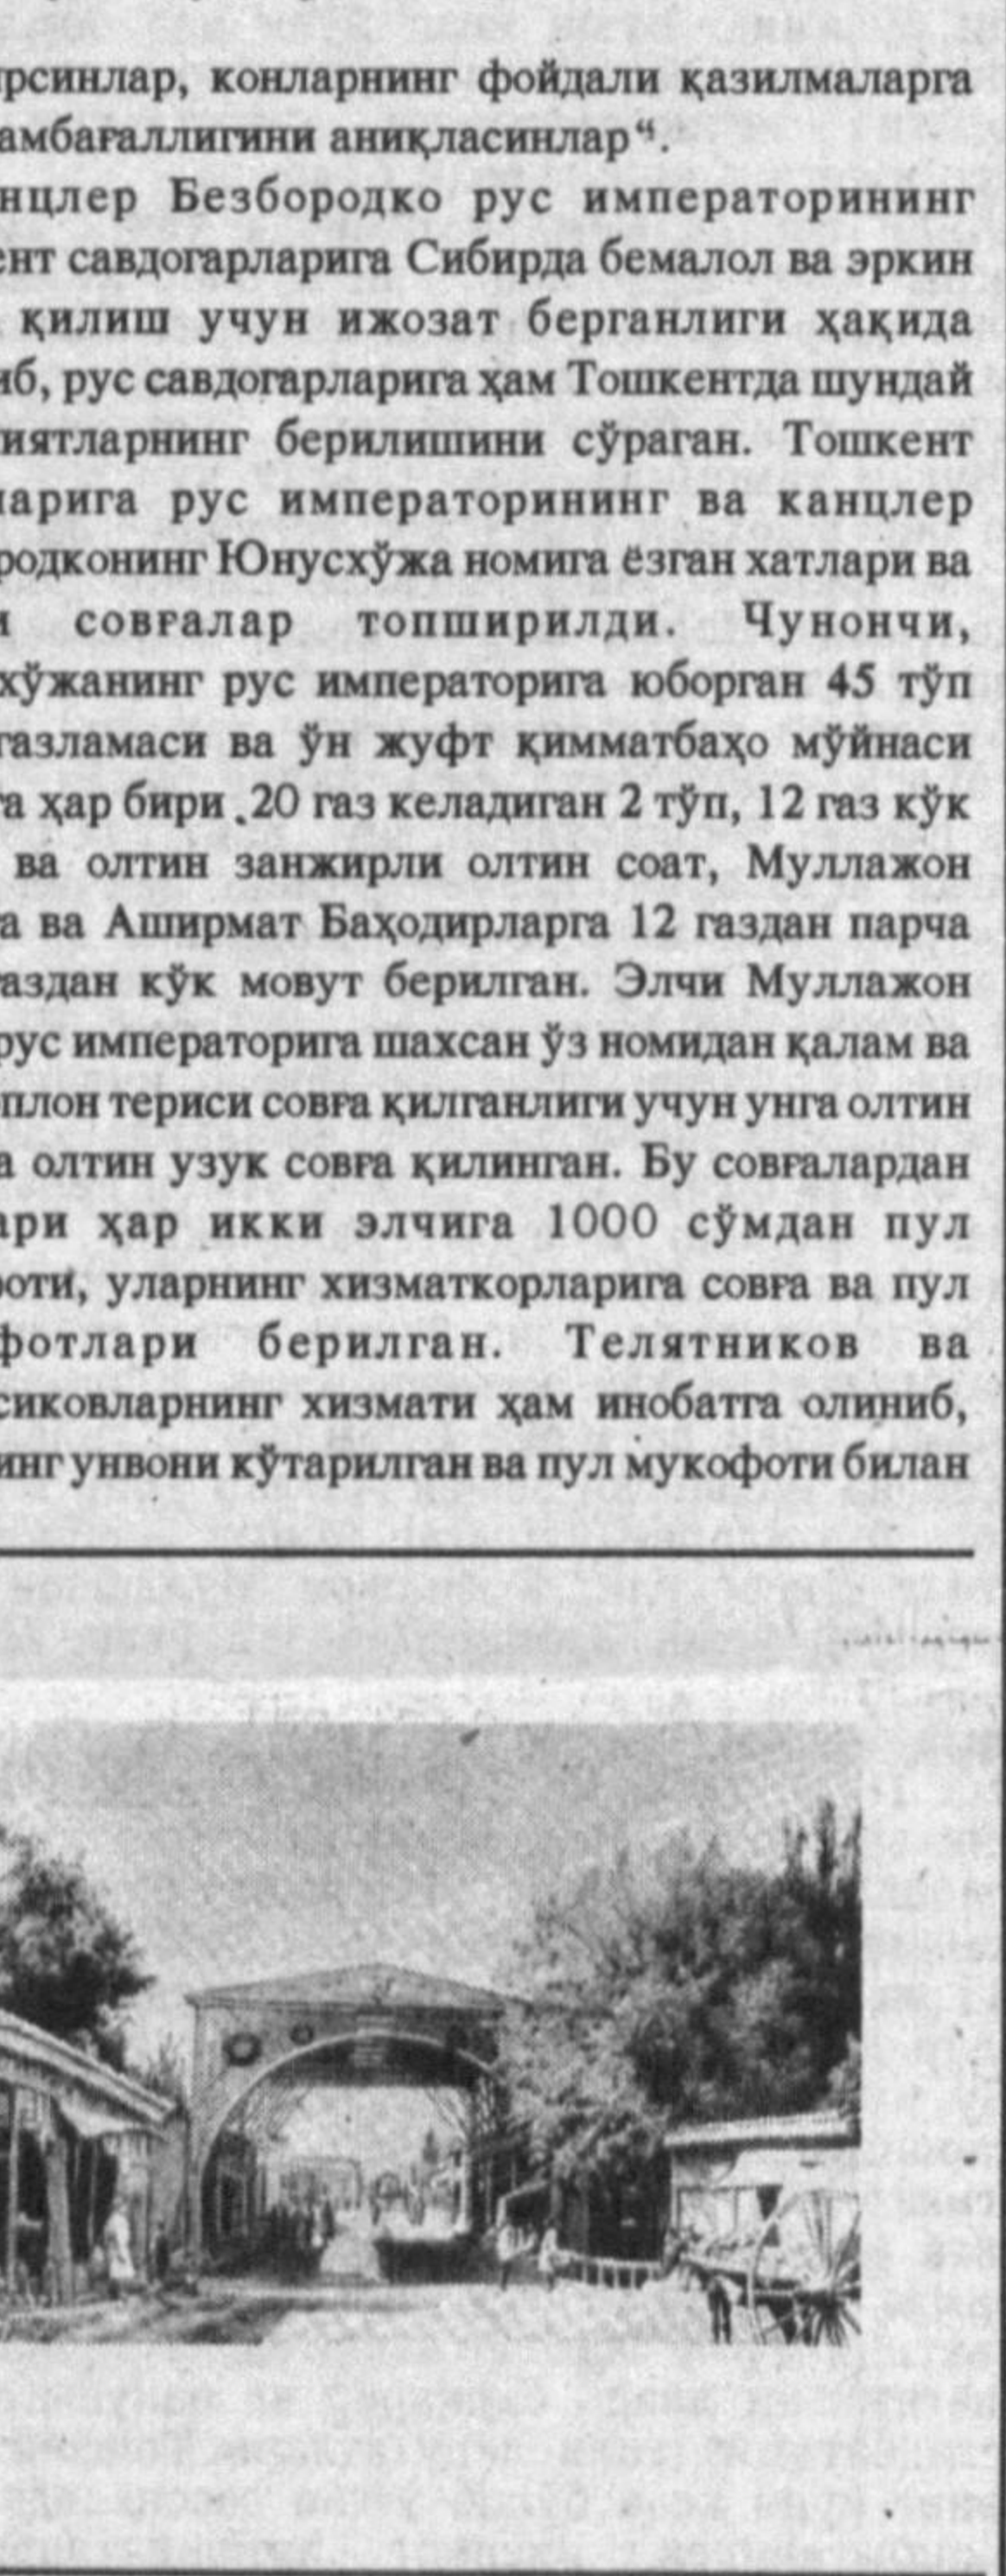 рсинлар, конларнинг фойдали қазилмаларга
амбағаллигини аниқласинлар“.
нцлер Безбородко рус императорининг
ент савдогарларига Сибирда бемалол ва эркин
қилиш учун ижозат берганлиги ҳақида
иб, рус савдогарларига ҳам Тошкентда шундай
иятларнинг берилишини сўраган. Тошкент
ларига рус императорининг ва канцлер
родконинг Юнусхўжа номига ёзган хатлари ва
и совғалар топширилди. Чунончи,
хўжанинг рус императорига юборган 45 тўп
газламаси ва ўн жуфт қимматбаҳо мўйнаси
га ҳар бири 20 газ келадиган 2 тўп, 12 газ кўк
ва олтин занжирли олтин соат, Муллажон
а ва Аширмат Баҳодирларга 12 газдан парча
газдан кўк мовут берилган. Элчи Муллажон
рус императорига шахсан ўз номидан қалам ва
плон териси совға қилганлиги учун унга олтин
а олтин узук совға қилинган. Бу совғалардан
ари ҳар икки элчига 1000 сўмдан пул
оти, уларнинг хизматкорларига совға ва пул
фотлари берилган. Телятников ва
сиковларнинг хизмати ҳам инобатга олиниб,
инг унвони кўтарилган ва пул мукофоти билан